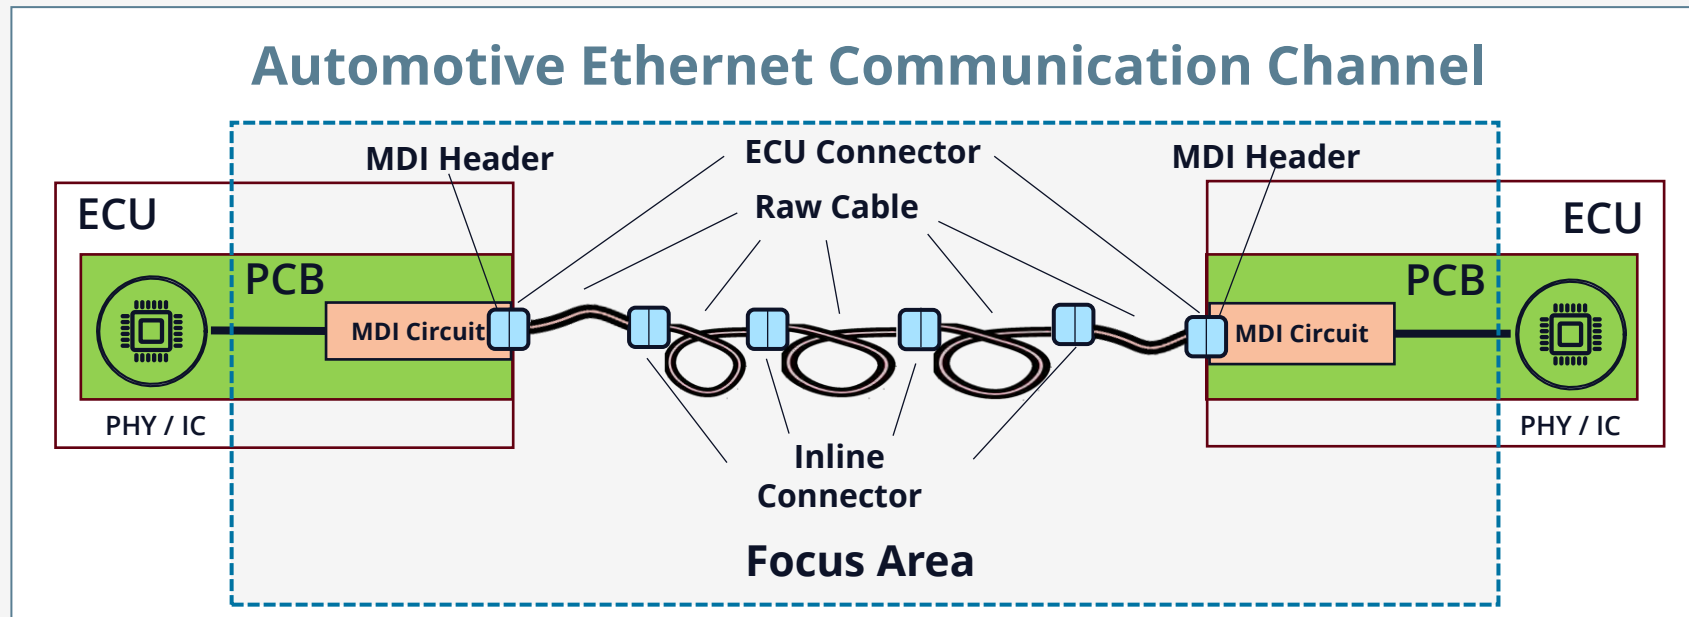 Automotive Ethernet Communication Channel
MDI Header
ECU Connector
MDI Header
Raw Cable
ECU
ECU
PCB
PCB
MDI Circuit
MDI Circuit
PHY / IC
PHY / IC
Inline
Connector
Focus Area